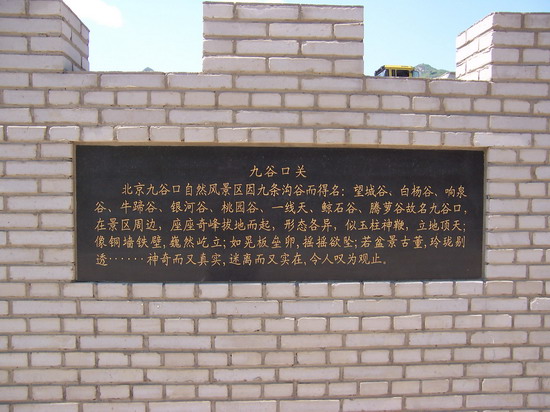 九谷口关
北京九谷口自然风景区因九条沟谷而得名：望城谷、白杨谷、响泉
谷、牛蹄谷、银河谷、桃园谷、一线天、鲸石谷、腾萝谷故名九谷口，
在景区周边，座座奇峰拔地而起，形态各异，似玉柱神鞭，立地顶天；
像铜墙铁壁，巍然屹立；如晃板垒卵，摇摇欲坠；若盆景古董，玲珑剔
透……神奇而又真实，迷离而又实在，令人叹为观止。